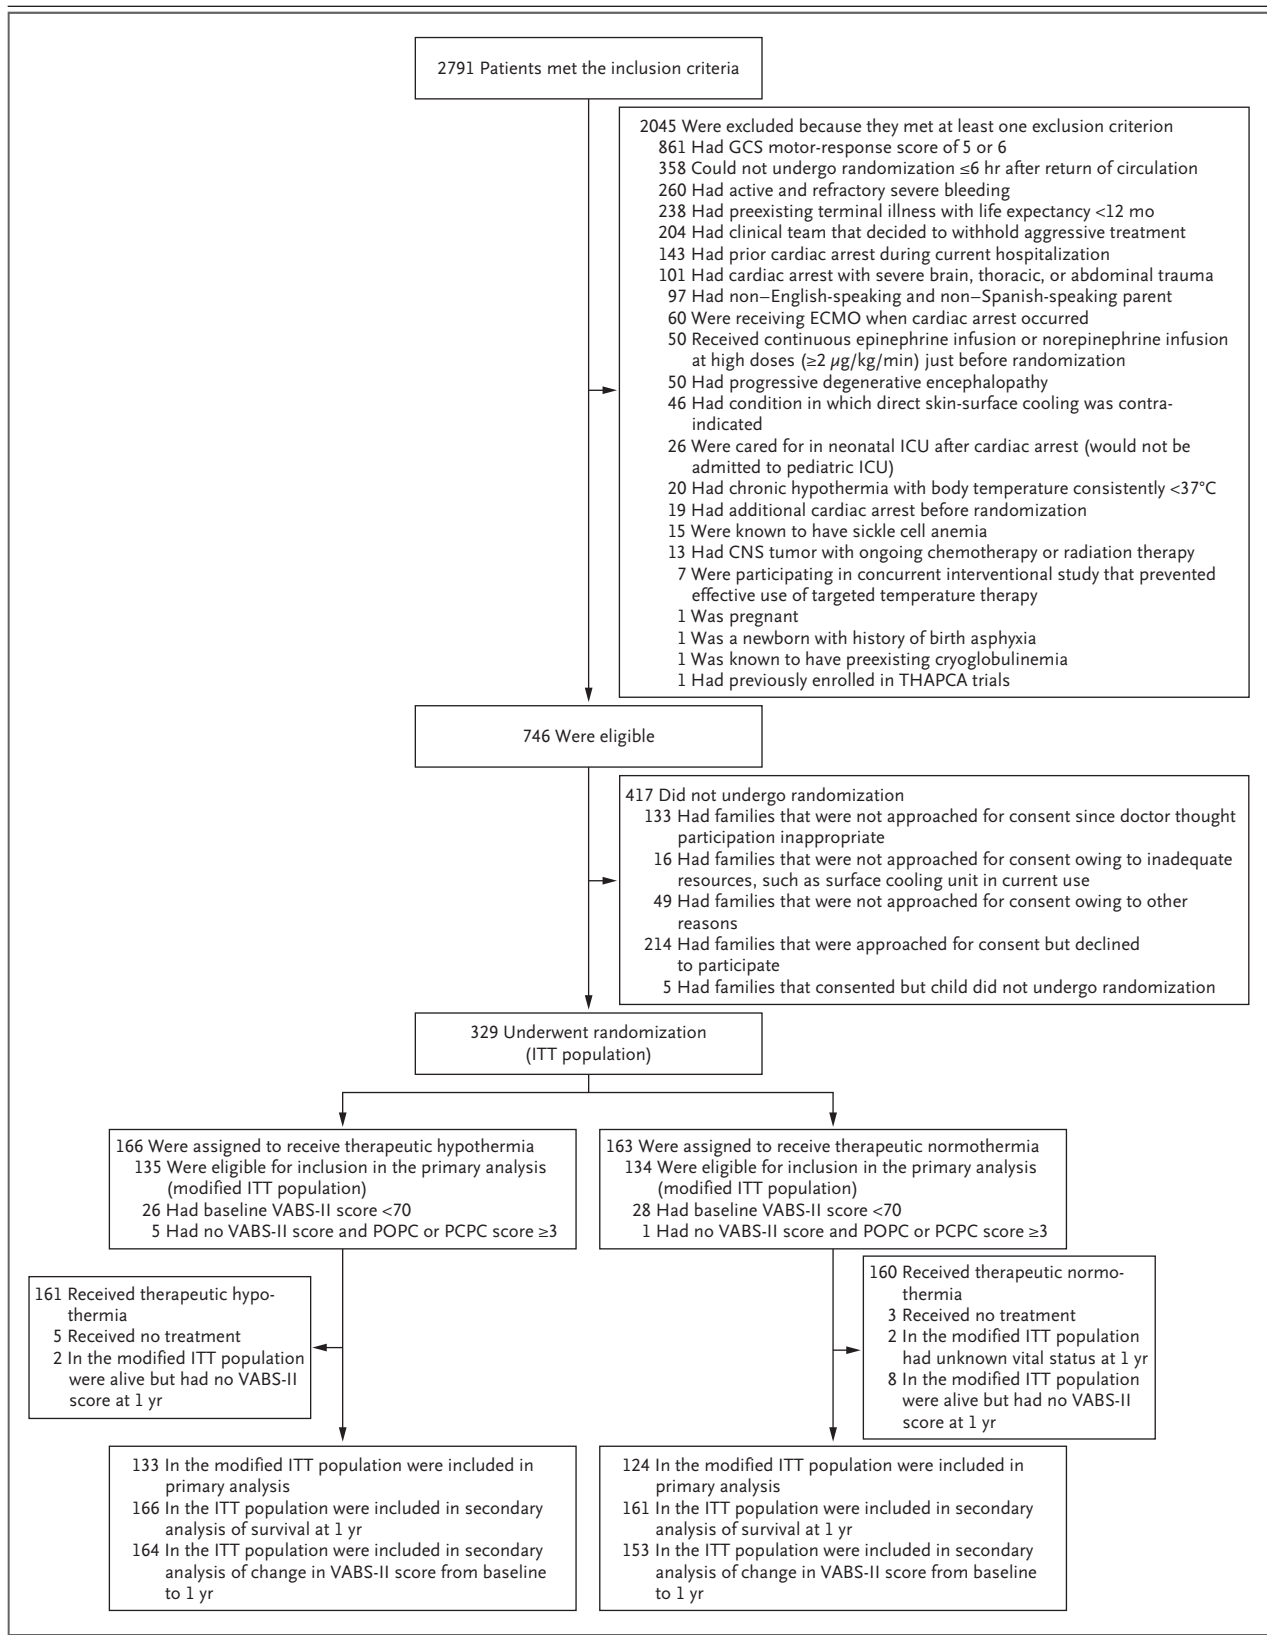 2791 Patients met the inclusion criteria
2045 Were excluded because they met at least one exclusion criterion
861 Had GCS motor-response score of 5 or 6
358 Could not undergo randomization ≤6 hr after return of circulation
260 Had active and refractory severe bleeding
238 Had preexisting terminal illness with life expectancy <12 mo
204 Had clinical team that decided to withhold aggressive treatment
143 Had prior cardiac arrest during current hospitalization
101 Had cardiac arrest with severe brain, thoracic, or abdominal trauma
97 Had non–English-speaking and non–Spanish-speaking parent
60 Were receiving ECMO when cardiac arrest occurred
50 Received continuous epinephrine infusion or norepinephrine infusion
at high doses (≥2 µg/kg/min) just before randomization
50 Had progressive degenerative encephalopathy
46 Had condition in which direct skin-surface cooling was contra-
indicated
26 Were cared for in neonatal ICU after cardiac arrest (would not be
admitted to pediatric ICU)
20 Had chronic hypothermia with body temperature consistently <37°C
19 Had additional cardiac arrest before randomization
15 Were known to have sickle cell anemia
13 Had CNS tumor with ongoing chemotherapy or radiation therapy
7 Were participating in concurrent interventional study that prevented
effective use of targeted temperature therapy
1 Was pregnant
1 Was a newborn with history of birth asphyxia
1 Was known to have preexisting cryoglobulinemia
1 Had previously enrolled in THAPCA trials
746 Were eligible
417 Did not undergo randomization
133 Had families that were not approached for consent since doctor thought
participation inappropriate
16 Had families that were not approached for consent owing to inadequate
resources, such as surface cooling unit in current use
49 Had families that were not approached for consent owing to other
reasons
214 Had families that were approached for consent but declined
to participate
5 Had families that consented but child did not undergo randomization
329 Underwent randomization
(ITT population)
166 Were assigned to receive therapeutic hypothermia
135 Were eligible for inclusion in the primary analysis
(modified ITT population)
26 Had baseline VABS-II score <70
5 Had no VABS-II score and POPC or PCPC score ≥3
163 Were assigned to receive therapeutic normothermia
134 Were eligible for inclusion in the primary analysis
(modified ITT population)
28 Had baseline VABS-II score <70
1 Had no VABS-II score and POPC or PCPC score ≥3
161 Received therapeutic hypo-
thermia
5 Received no treatment
2 In the modified ITT population
were alive but had no VABS-II
score at 1 yr
160 Received therapeutic normo-
thermia
3 Received no treatment
2 In the modified ITT population
had unknown vital status at 1 yr
8 In the modified ITT population
were alive but had no VABS-II
score at 1 yr
133 In the modified ITT population were included in
primary analysis
166 In the ITT population were included in secondary
analysis of survival at 1 yr
164 In the ITT population were included in secondary
analysis of change in VABS-II score from baseline
to 1 yr
124 In the modified ITT population were included in
primary analysis
161 In the ITT population were included in secondary
analysis of survival at 1 yr
153 In the ITT population were included in secondary
analysis of change in VABS-II score from baseline
to 1 yr